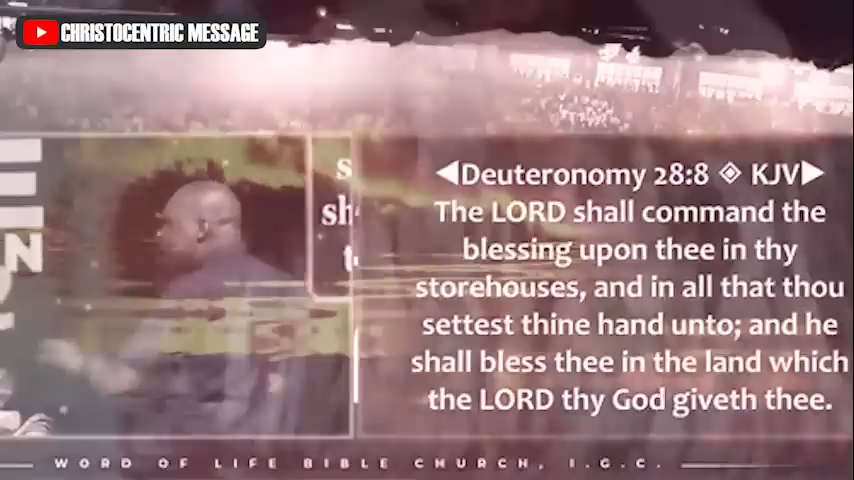 CHRISTOCENTRIC MESSAGE
◀Deuteronomy 28:8 ◈ KJV▶
The LORD shall command the
blessing upon thee in thy
storehouses, and in all that thou
settest thine hand unto; and he
shall bless thee in the land which
the LORD thy God giveth thee.
s
sh
t
N
WORD OF LIFE BIBLE CHURCH, I.G.C.